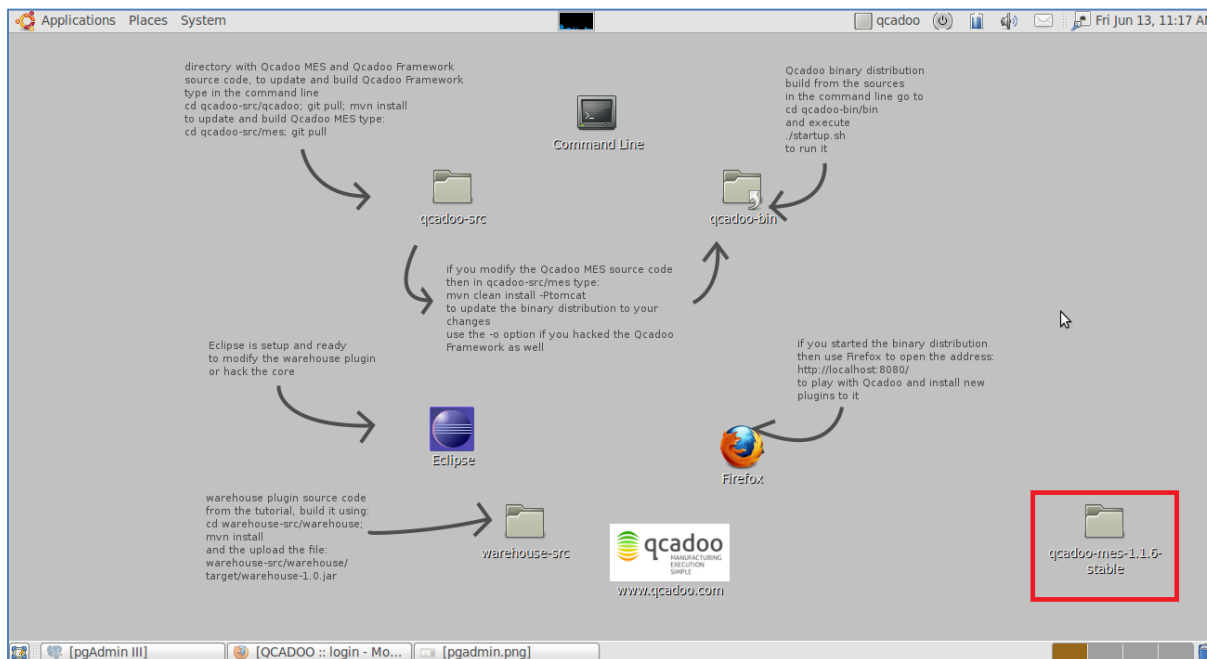 Applications Places System
qcadoo
Fri Jun 13, 11:17 AM
directory with Qcadoo MES and Qcadoo Framework
source code, to update and build Qcadoo Framework
type in the command line
cd qcadoo-src/qcadoo; git pull; mvn install
to update and build Qcadoo MES type:
cd qcadoo-src/mes; git pull
Command Line
Qcadoo binary distribution
build from the sources
in the command line go to
cd qcadoo-bin/bin
and execute
./startup.sh
to run it
qcadoo-src
qcadoo-bin
if you modify the Qcadoo MES source code
then in qcadoo-src/mes type:
mvn clean install -Ptomcat
to update the binary distribution to your
changes
use the -o option if you hacked the Qcadoo
Framework as well
Eclipse is setup and ready
to modify the warehouse plugin
or hack the core
if you started the binary distribution
then use Firefox to open the address:
http://localhost:8080/
to play with Qcadoo and install new
plugins to it
Eclipse
Firefox
warehouse plugin source code
from the tutorial, build it using:
cd warehouse-src/warehouse;
mvn install
and the upload the file:
warehouse-src/warehouse/
target/warehouse-1.0.jar
warehouse-src
qcadoo
MANUFACTURING
EXECUTION
SIMPLE
www.qcadoo.com
qcadoo-mes-1.1.6-
stable
[pgAdmin III]
[QCADOO :: login - Mo...
[pgadmin.png]